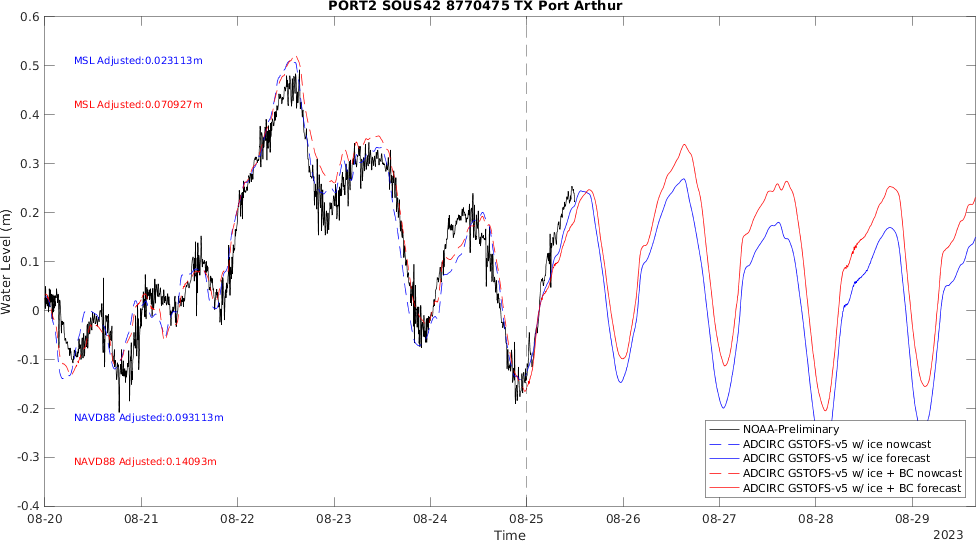 PORT2 SOUS42 8770475 TX Port Arthur
0.6
0.5
0.4
0.3
0.2
0.1
0
-0.1
-0.2
-0.3
-0.4
Water Level (m)
MSL Adjusted:0.023113m
MSL Adjusted:0.070927m
NAVD88 Adjusted:0.093113m
NAVD88 Adjusted:0.14093m
NOAA-Preliminary
ADCIRC GSTOFS-v5 w/ ice nowcast
ADCIRC GSTOFS-v5 w/ ice forecast
ADCIRC GSTOFS-v5 w/ ice + BC nowcast
ADCIRC GSTOFS-v5 w/ ice + BC forecast
08-20 08-21 08-22 08-23 08-24 08-25 08-26 08-27 08-28 08-29
Time
2023